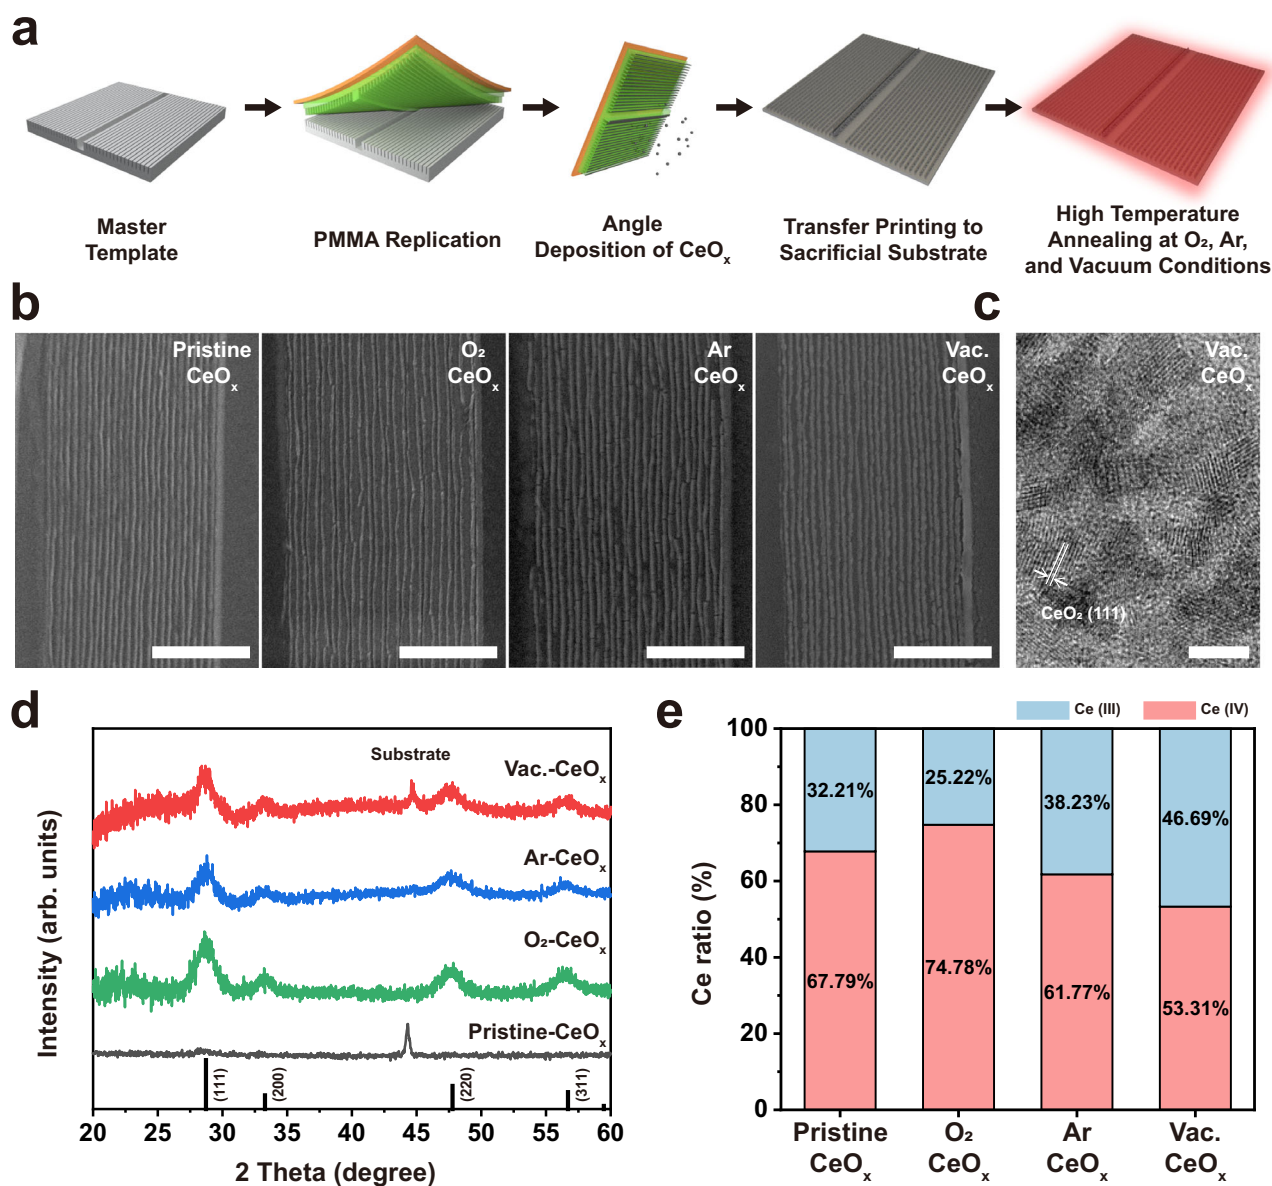 a
Master
Template
PMMA Replication
Angle
Deposition of CeOₓ
Transfer Printing to
Sacrificial Substrate
High Temperature
Annealing at O₂, Ar,
and Vacuum Conditions
b
Pristine
CeOₓ
O₂
CeOₓ
Ar
CeOₓ
Vac.
CeOₓ
c
Vac.
CeOₓ
CeO₂ (111)
d
Intensity (arb. units)
Substrate
Vac.-CeOₓ
Ar-CeOₓ
O₂-CeOₓ
Pristine-CeOₓ
(111)
(200)
(220)
(311)
20 25 30 35 40 45 50 55 60
2 Theta (degree)
e
Ce (III) Ce (IV)
Ce ratio (%)
100
80
60
40
20
0
32.21%
67.79%
25.22%
74.78%
38.23%
61.77%
46.69%
53.31%
Pristine
CeOₓ
O₂
CeOₓ
Ar
CeOₓ
Vac.
CeOₓ